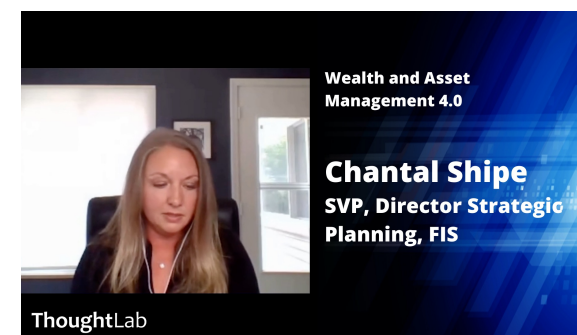 Wealth and Asset
Management 4.0
Chantal Shipe
SVP, Director Strategic
Planning, FIS
ThoughtLab